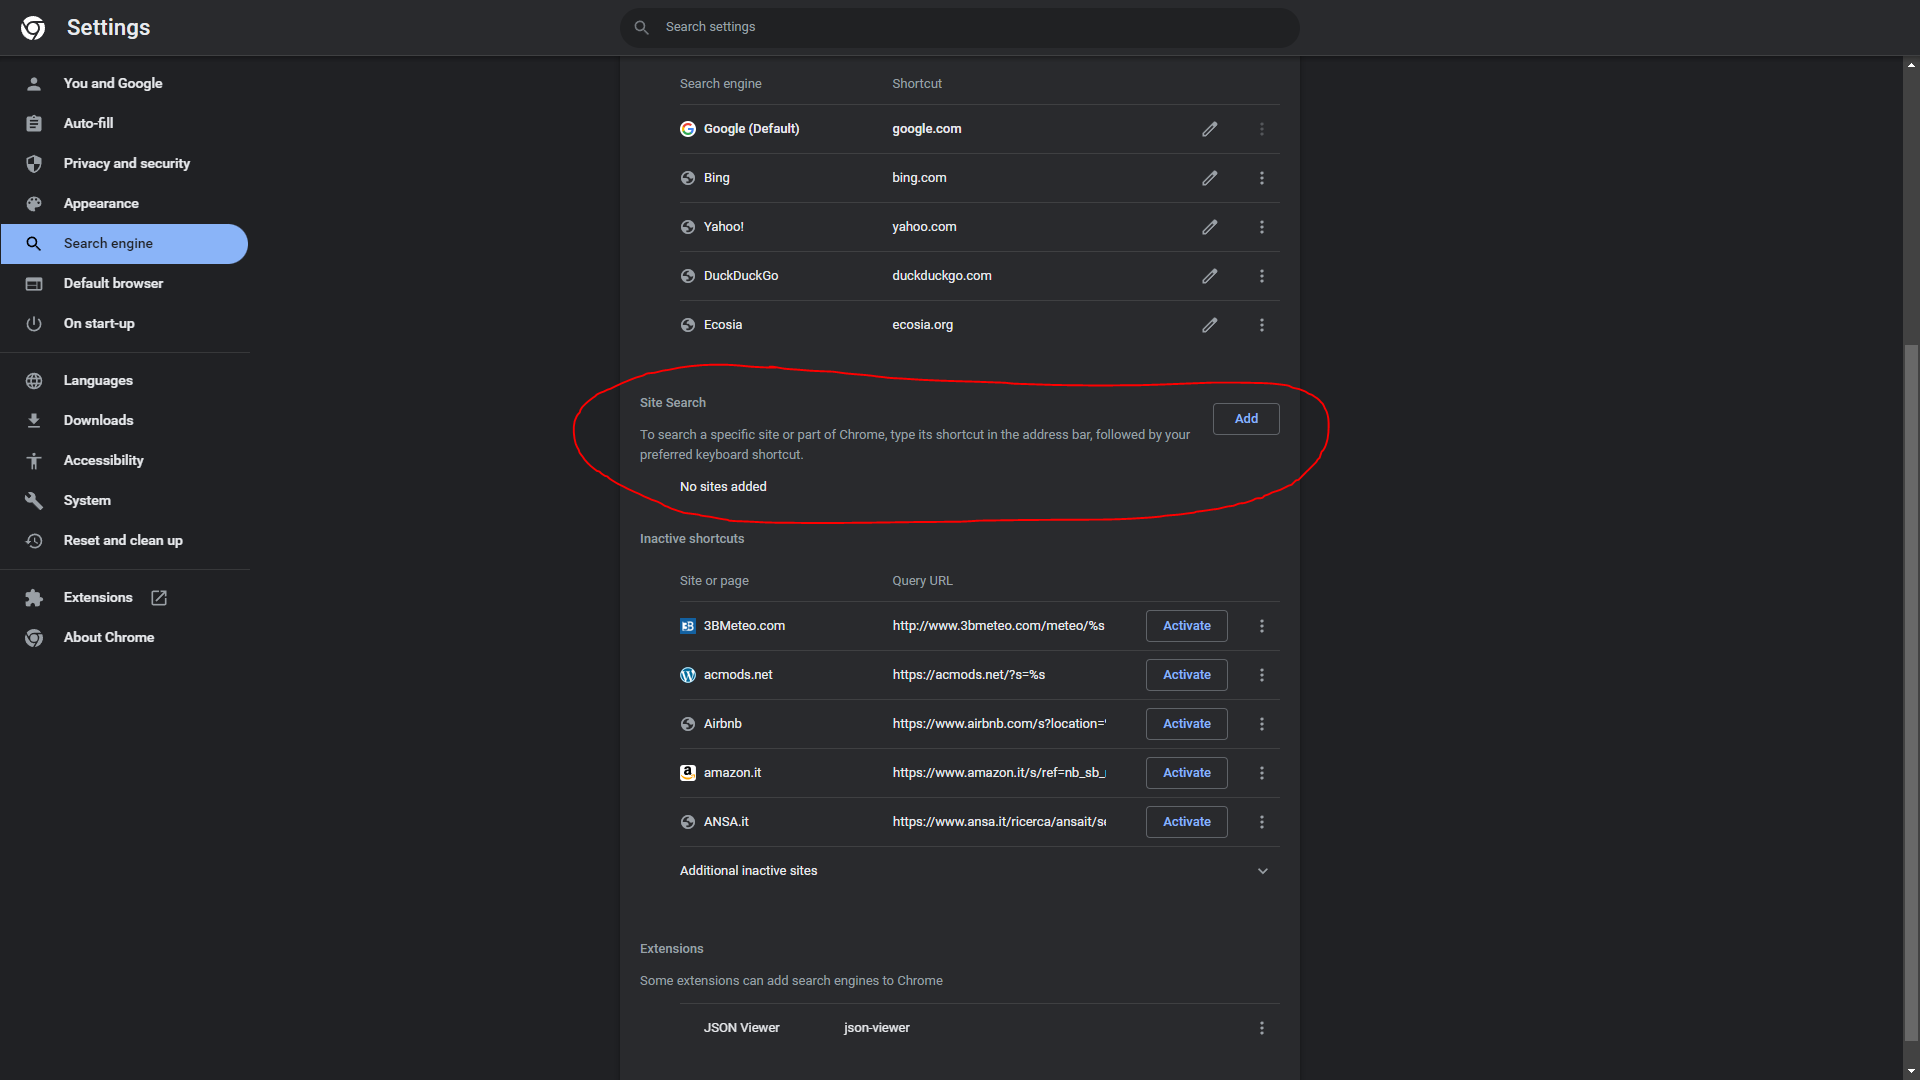 Settings
Search settings
You and Google
Auto-fill
Privacy and security
Appearance
Search engine
Default browser
On start-up
Languages
Downloads
Accessibility
System
Reset and clean up
Extensions
About Chrome
Search engine Shortcut
Google (Default) google.com
Bing bing.com
Yahoo! yahoo.com
DuckDuckGo duckduckgo.com
Ecosia ecosia.org
Site Search
Add
To search a specific site or part of Chrome, type its shortcut in the address bar, followed by your
preferred keyboard shortcut.
No sites added
Inactive shortcuts
Site or page Query URL
3BMeteo.com http://www.3bmeteo.com/meteo/%s Activate
acmods.net https://acmods.net/?s=%s Activate
Airbnb https://www.airbnb.com/s?location= Activate
amazon.it https://www.amazon.it/s/ref=nb_sb_ Activate
ANSA.it https://www.ansa.it/ricerca/ansait/s Activate
Additional inactive sites
Extensions
Some extensions can add search engines to Chrome
JSON Viewer json-viewer